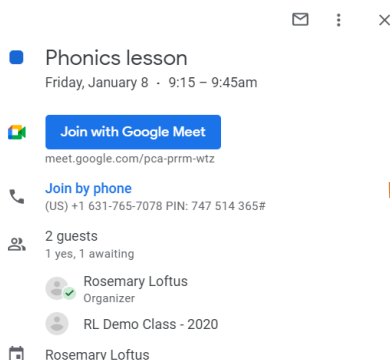 Phonics lesson
Friday, January 8 · 9:15 – 9:45am
Join with Google Meet
meet.google.com/pca-prrm-wtz
Join by phone
(US) +1 631-765-7078 PIN: 747 514 365#
2 guests
1 yes, 1 awaiting
Rosemary Loftus
Organizer
RL Demo Class - 2020
Rosemary Loftus